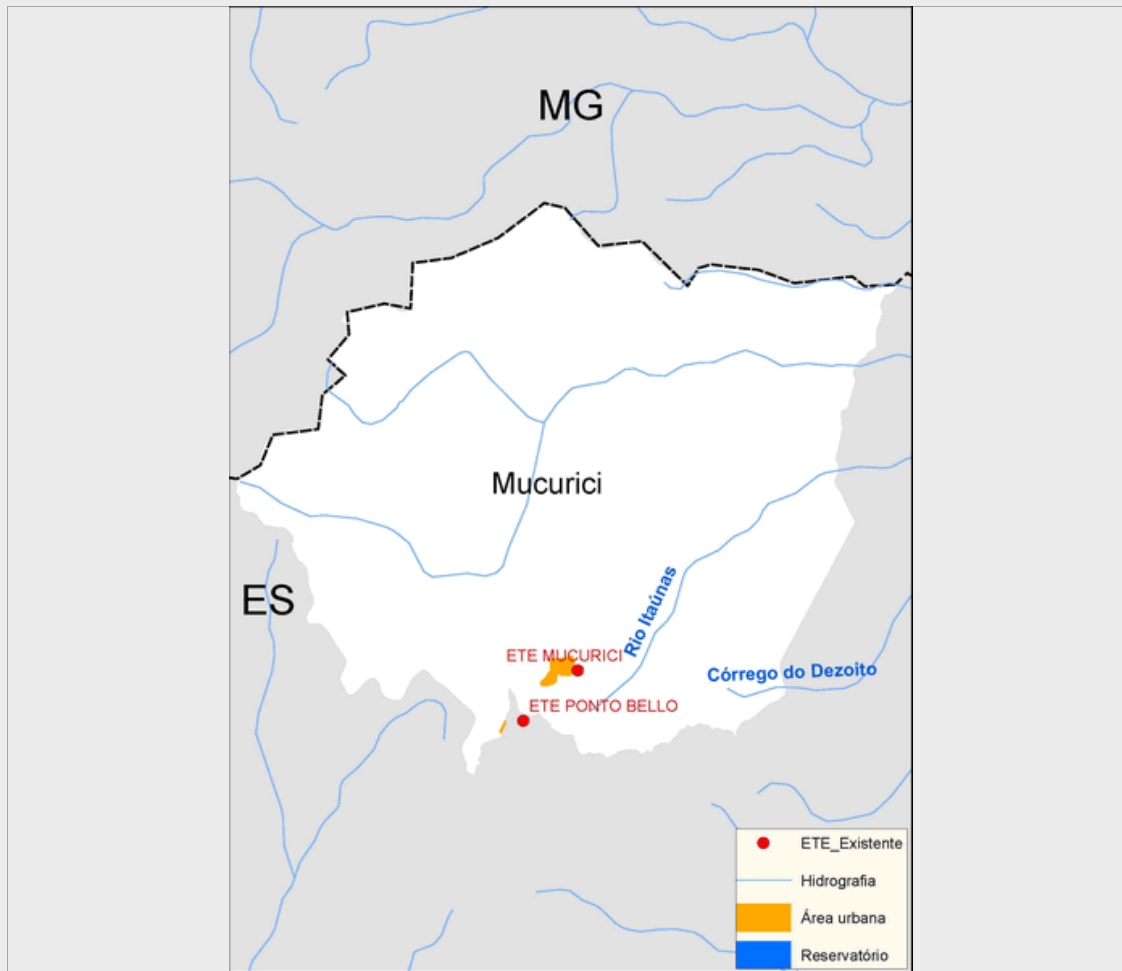 MG
Mucurici
ES
Rio Itaúnas
ETE MUCURICI
Córrego do Dezoito
ETE PONTO BELLO
ETE_Existente
Hidrografia
Área urbana
Reservatório